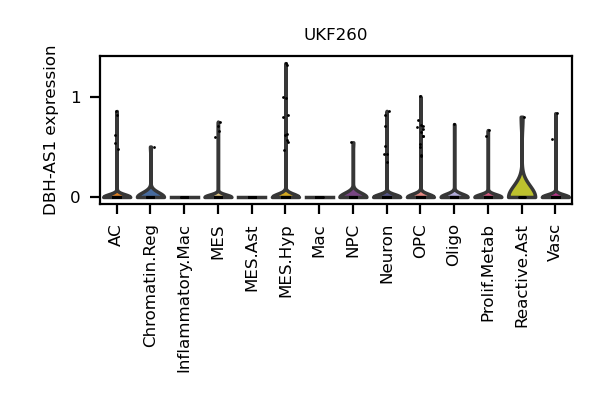 UKF260
DBH-AS1 expression
1
0
AC
Chromatin.Reg
Inflammatory.Mac
MES
MES.Ast
MES.Hyp
Mac
NPC
Neuron
OPC
Oligo
Prolif.Metab
Reactive.Ast
Vasc